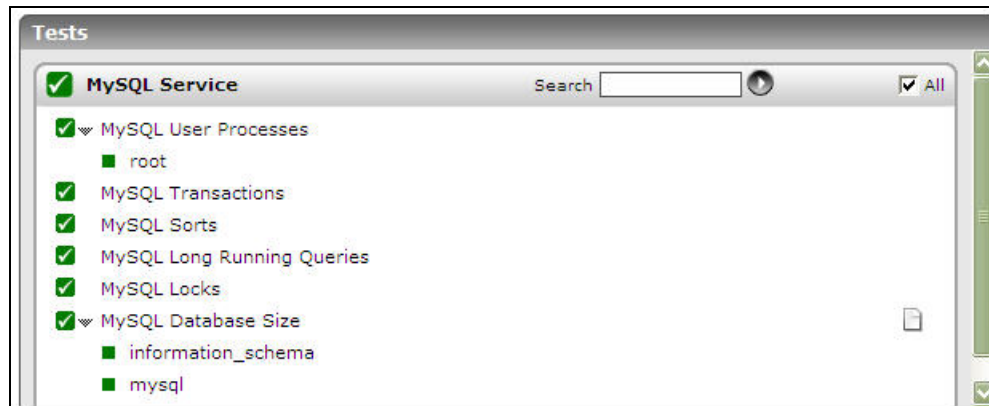 Tests
MySQL Service Search All
MySQL User Processes
root
MySQL Transactions
MySQL Sorts
MySQL Long Running Queries
MySQL Locks
MySQL Database Size
information_schema
mysql